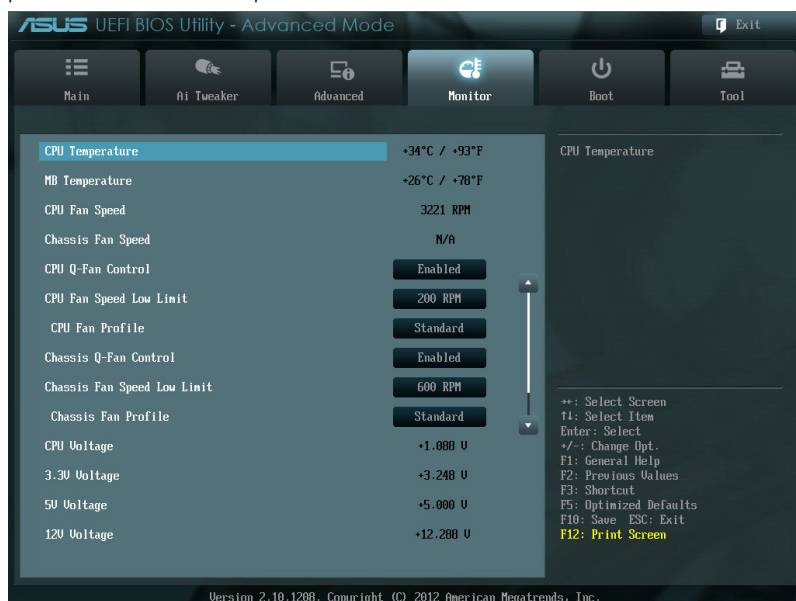 ASUS UEFI BIOS Utility - Advanced Mode
Exit
Main Ai Tweaker Advanced Monitor Boot Tool
CPU Temperature +34°C / +93°F
CPU Temperature
MB Temperature +26°C / +78°F
CPU Fan Speed 3221 RPM
Chassis Fan Speed N/A
CPU Q-Fan Control Enabled
CPU Fan Speed Low Limit 200 RPM
CPU Fan Profile Standard
Chassis Q-Fan Control Enabled
Chassis Fan Speed Low Limit 600 RPM
Chassis Fan Profile Standard
CPU Voltage +1.088 V
3.3V Voltage +3.248 V
5V Voltage +5.000 V
12V Voltage +12.288 V
→←: Select Screen
↑↓: Select Item
Enter: Select
+/-: Change Opt.
F1: General Help
F2: Previous Values
F3: Shortcut
F5: Optimized Defaults
F10: Save ESC: Exit
F12: Print Screen
Version 2.10.1208. Copyright (C) 2012 American Megatrends, Inc.